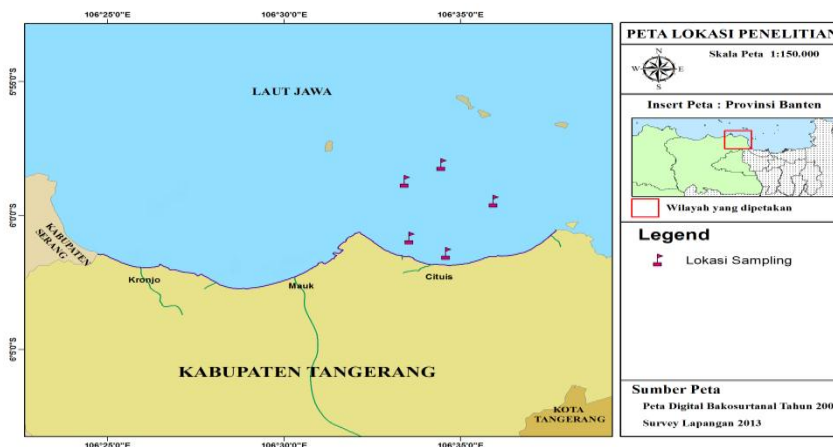 106°25'0"E 106°30'0"E 106°35'0"E
5°55'0"S
6°0'0"S
6°5'0"S
LAUT JAWA
KABUPATEN
SERANG
Kronjo
Mauk
Cituis
KABUPATEN TANGERANG
KOTA
TANGERANG
106°25'0"E 106°30'0"E 106°35'0"E
PETA LOKASI PENELITIAN
Skala Peta 1:150.000
N
W E
S
Insert Peta : Provinsi Banten
Wilayah yang dipetakan
Legend
Lokasi Sampling
Sumber Peta
Peta Digital Bakosurtanal Tahun 200
Survey Lapangan 2013